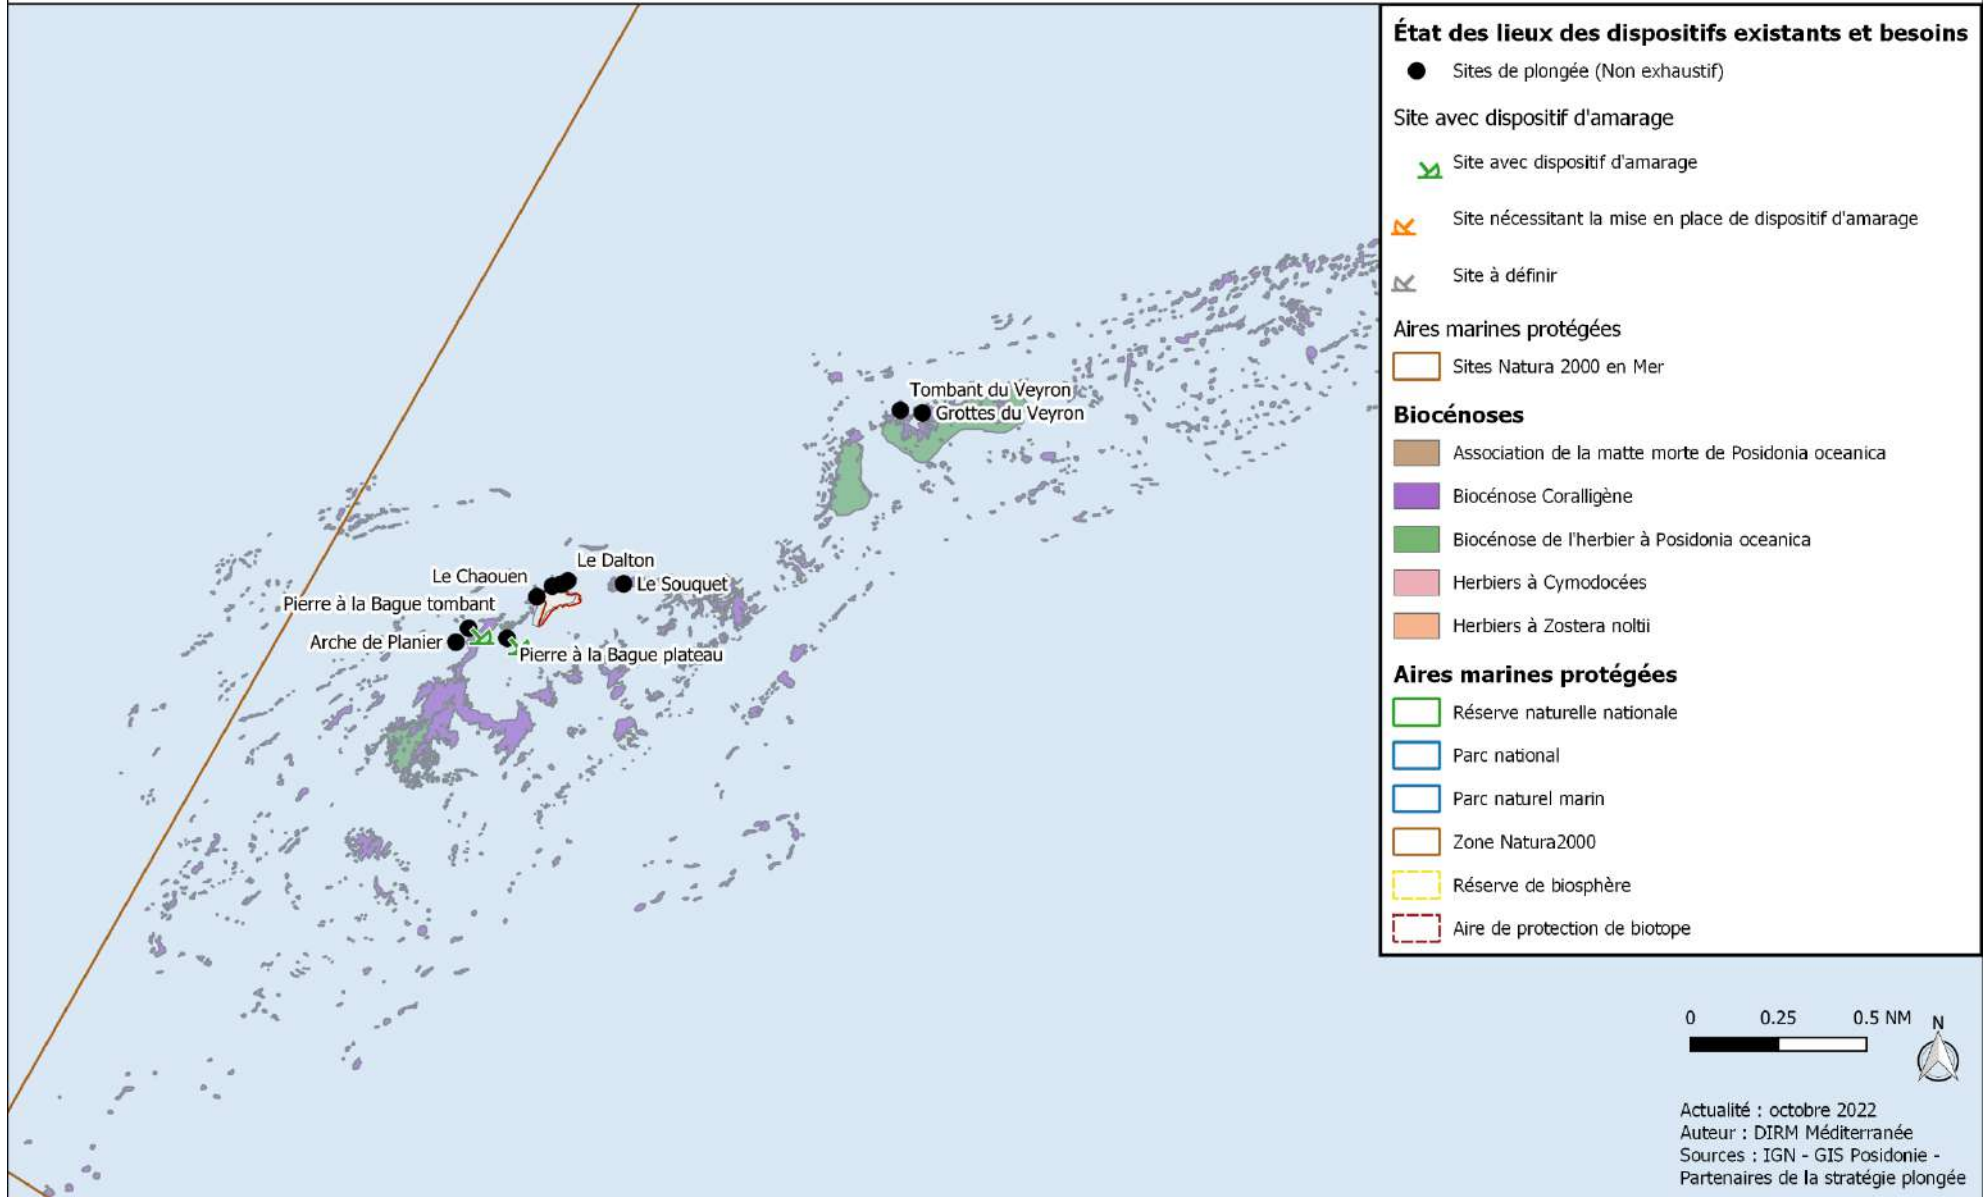 État des lieux des dispositifs existants et besoins
Sites de plongée (Non exhaustif)
Site avec dispositif d'amarage
Site avec dispositif d'amarage
Site nécessitant la mise en place de dispositif d'amarage
Site à définir
Aires marines protégées
Sites Natura 2000 en Mer
Biocénoses
Association de la matte morte de Posidonia oceanica
Biocénose Coralligène
Biocénose de l'herbier à Posidonia oceanica
Herbiers à Cymodocées
Herbiers à Zostera noltii
Aires marines protégées
Réserve naturelle nationale
Parc national
Parc naturel marin
Zone Natura2000
Réserve de biosphère
Aire de protection de biotope
Tombant du Veyron
Grottes du Veyron
Le Dalton
Le Chaouen
Le Souquet
Pierre à la Bague tombant
Arche de Planier
Pierre à la Bague plateau
0 0.25 0.5 NM
N
Actualité : octobre 2022
Auteur : DIRM Méditerranée
Sources : IGN - GIS Posidonie -
Partenaires de la stratégie plongée